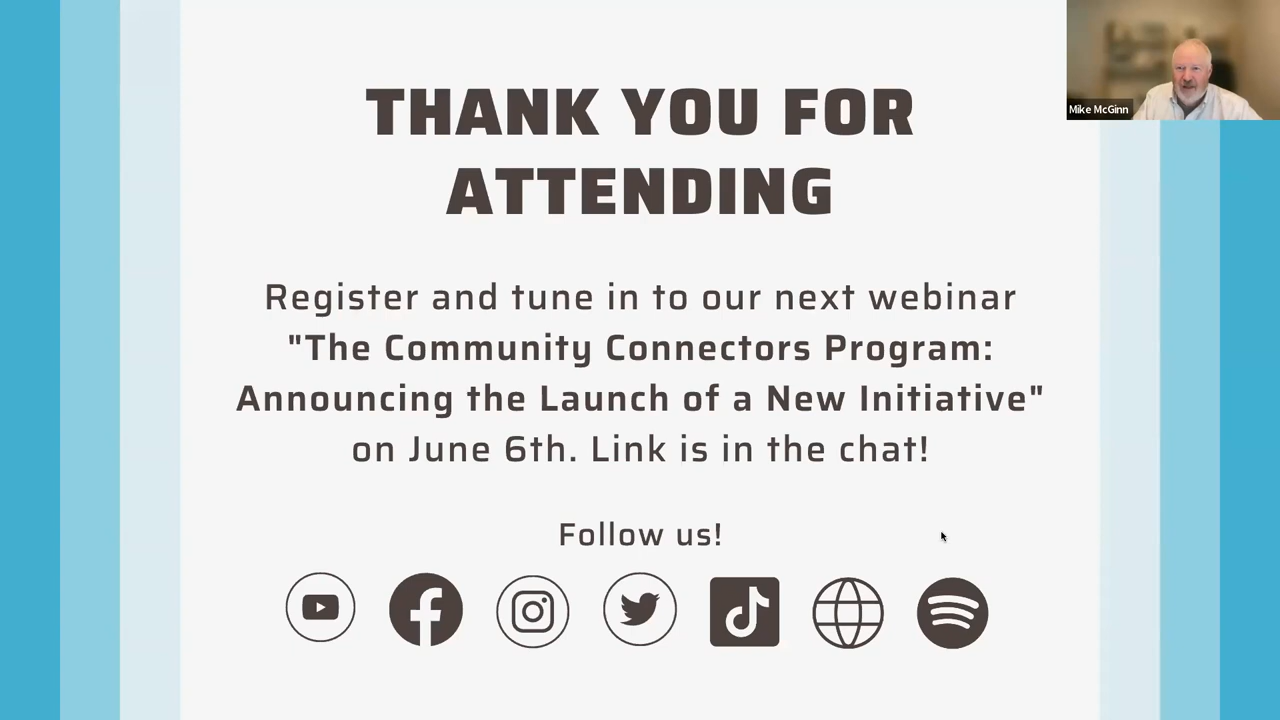 THANK YOU FOR
ATTENDING
Register and tune in to our next webinar
"The Community Connectors Program:
Announcing the Launch of a New Initiative"
on June 6th. Link is in the chat!
Follow us!
Mike McGinn